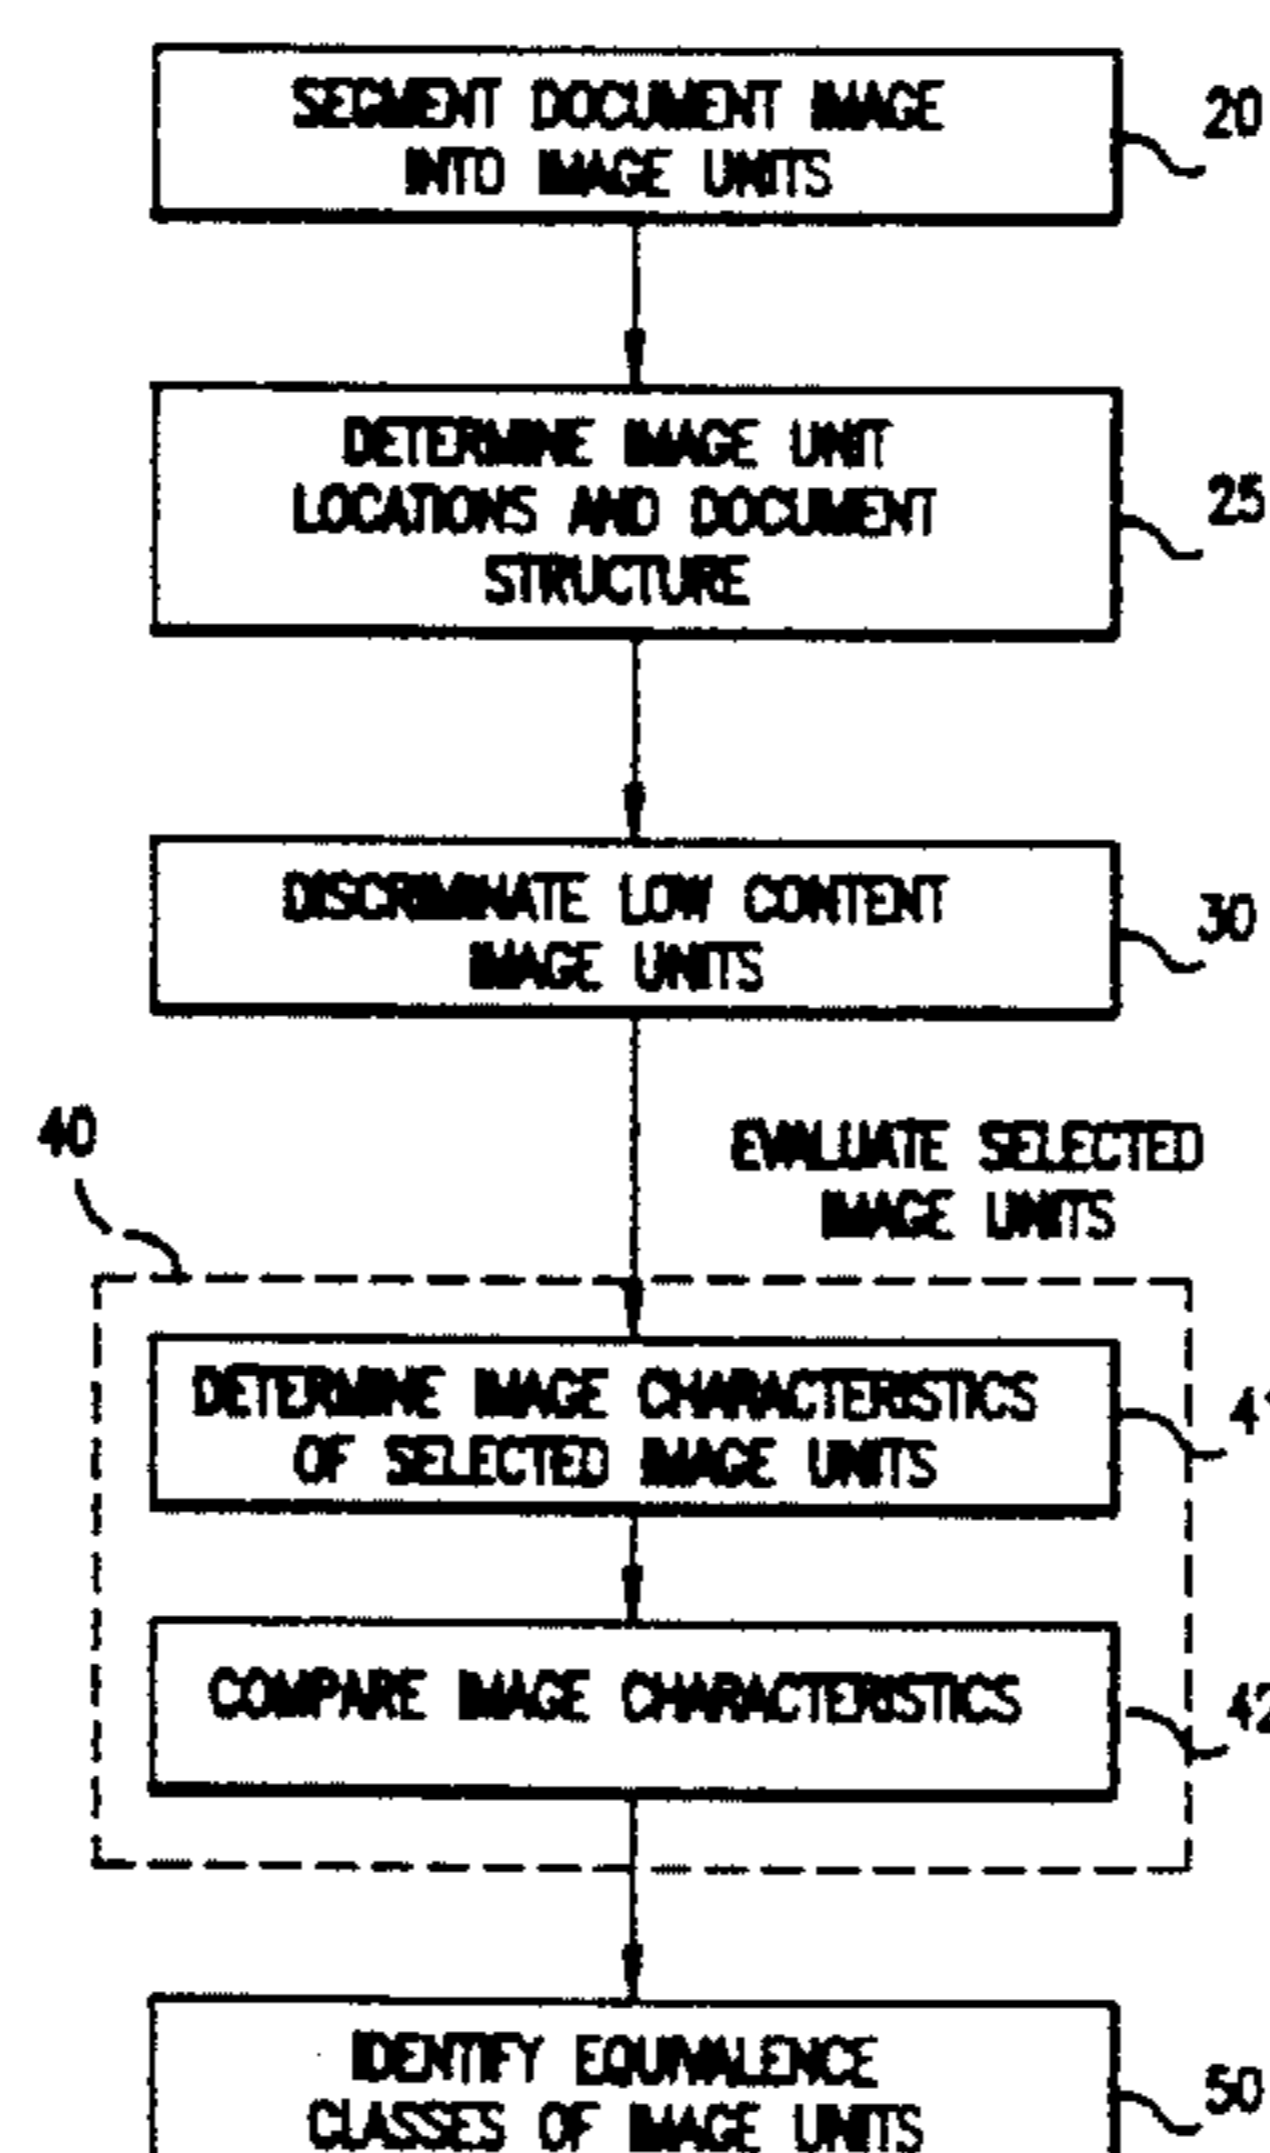 SEGMENT DOCUMENT IMAGE
INTO IMAGE UNITS
20
DETERMINE IMAGE UNIT
LOCATIONS AND DOCUMENT
STRUCTURE
25
DISCRIMINATE LOW CONTENT
IMAGE UNITS
30
40
EVALUATE SELECTED
IMAGE UNITS
DETERMINE IMAGE CHARACTERISTICS
OF SELECTED IMAGE UNITS
41
COMPARE IMAGE CHARACTERISTICS
42
IDENTIFY EQUIVALENCE
CLASSES OF IMAGE UNITS
50